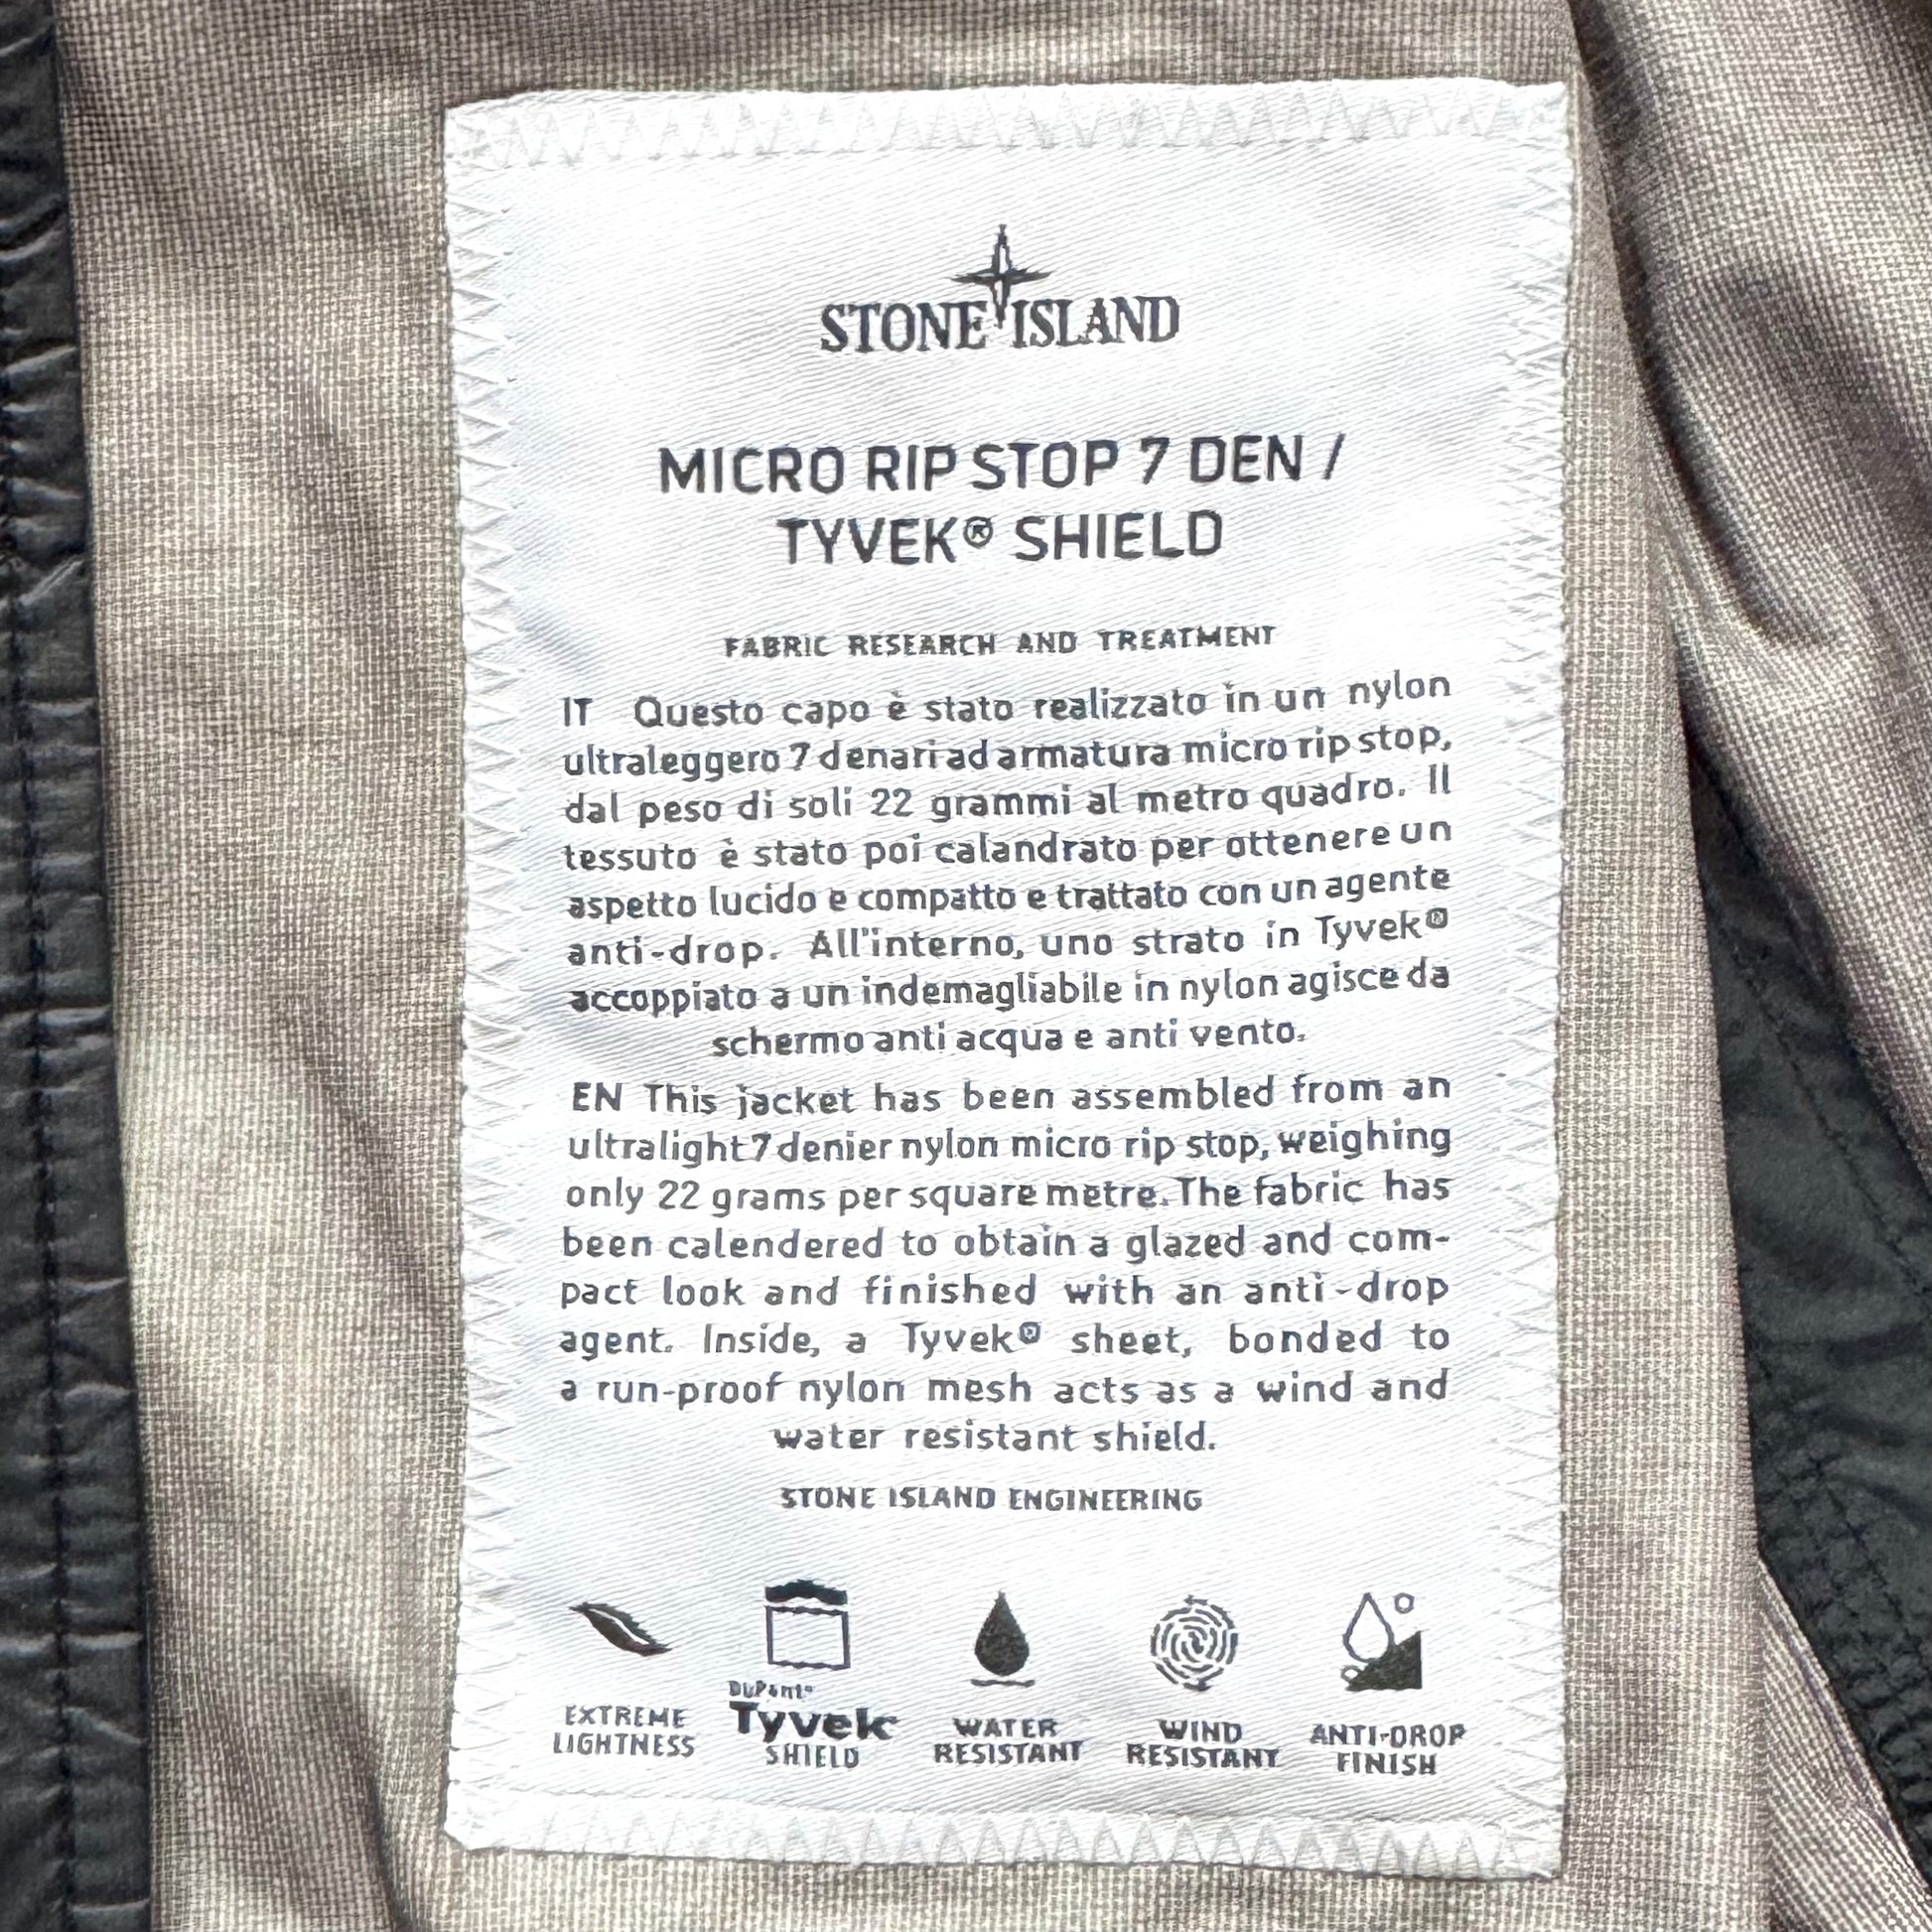 STONE ISLAND
MICRO RIP STOP 7 DEN /
TYVEK® SHIELD
FABRIC RESEARCH AND TREATMENT
IT Questo capo è stato realizzato in un nylon
ultraleggero 7 denari ad armatura micro rip stop,
dal peso di soli 22 grammi al metro quadro. Il
tessuto è stato poi calandrato per ottenere un
aspetto lucido e compatto e trattato con un agente
anti-drop. All'interno, uno strato in Tyvek®
accoppiato a un indemagliabile in nylon agisce da
schermo anti acqua e anti vento.
EN This jacket has been assembled from an
ultralight 7 denier nylon micro rip stop, weighing
only 22 grams per square metre. The fabric has
been calendered to obtain a glazed and com-
pact look and finished with an anti-drop
agent. Inside, a Tyvek® sheet, bonded to
a run-proof nylon mesh acts as a wind and
water resistant shield.
STONE ISLAND ENGINEERING
EXTREME
LIGHTNESS
DuPont®
Tyvek
SHIELD
WATER
RESISTANT
WIND
RESISTANT
ANTI-DROP
FINISH